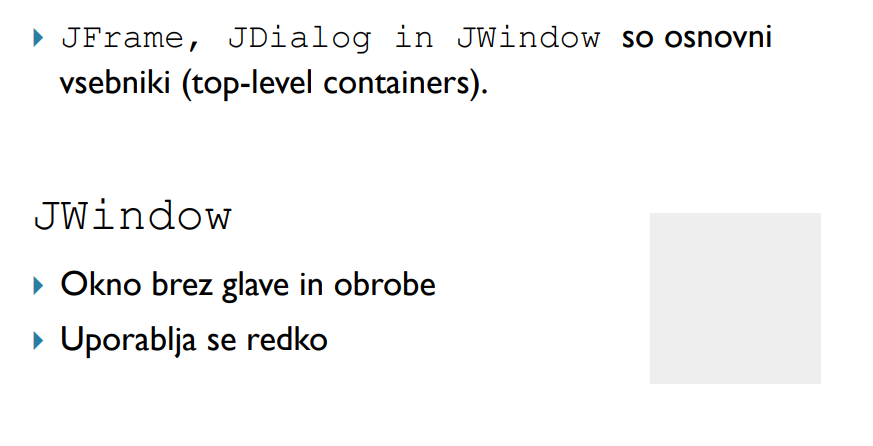 JFrame, JDialog in JWindow so osnovni
vsebniki (top-level containers).
JWindow
Okno brez glave in obrobe
Uporablja se redko